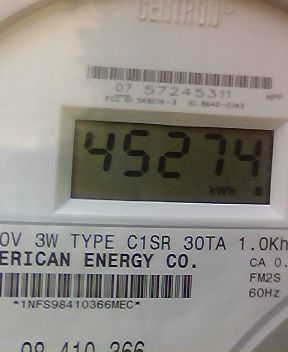 CENTRON®
07 57245311
45274
kWh
0V 3W TYPE C1SR 30TA 1.0Kh
ERICAN ENERGY CO.
CA 0.
FM2S
60Hz
*1NFS98410366MEC*
98 410 366